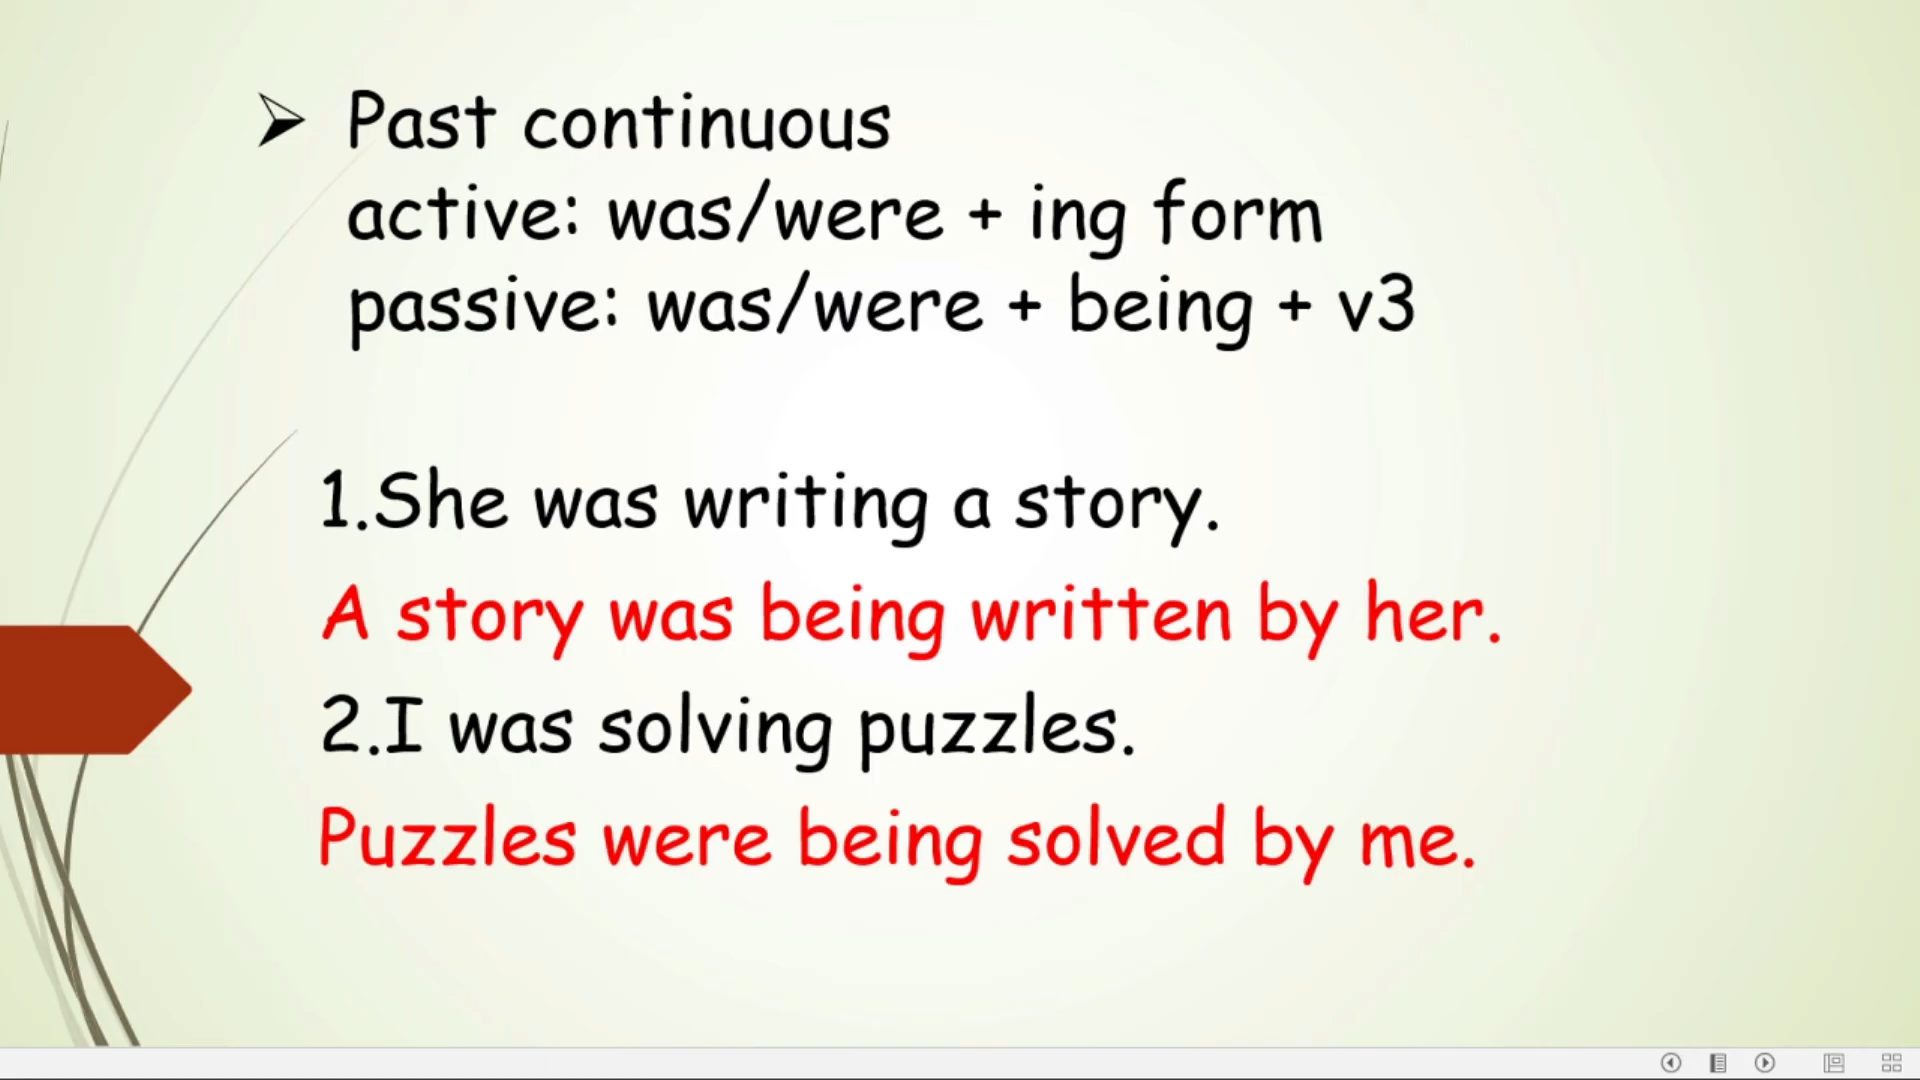 Past continuous
active: was/were + ing form
passive: was/were + being + v3
1.She was writing a story.
A story was being written by her.
2.I was solving puzzles.
Puzzles were being solved by me.